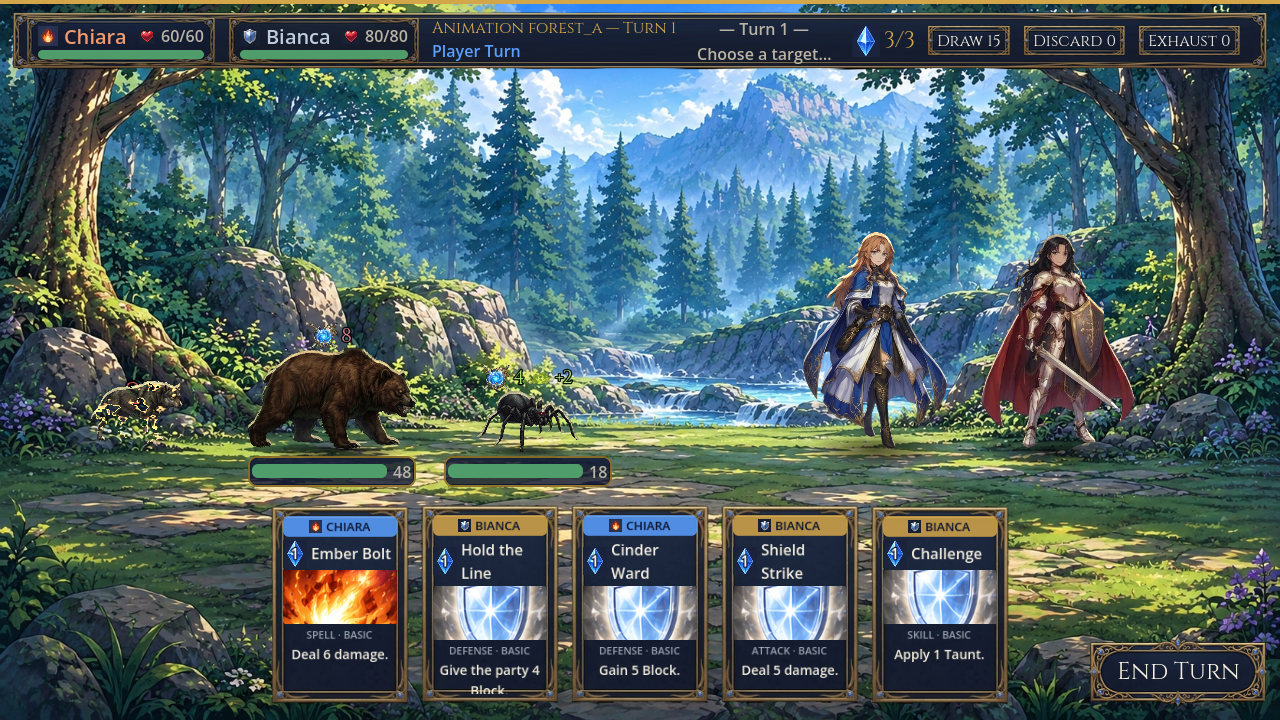 Chiara 60/60
Bianca 80/80
Animation forest_a — Turn 1
Player Turn
— Turn 1 —
Choose a target...
3/3
Draw 15
Discard 0
Exhaust 0
8
4 +2
48
18
CHIARA
1 Ember Bolt
SPELL · BASIC
Deal 6 damage.
BIANCA
1 Hold the
Line
DEFENSE · BASIC
Give the party 4
Block.
CHIARA
1 Cinder
Ward
DEFENSE · BASIC
Gain 5 Block.
BIANCA
1 Shield
Strike
ATTACK · BASIC
Deal 5 damage.
BIANCA
1 Challenge
SKILL · BASIC
Apply 1 Taunt.
End Turn